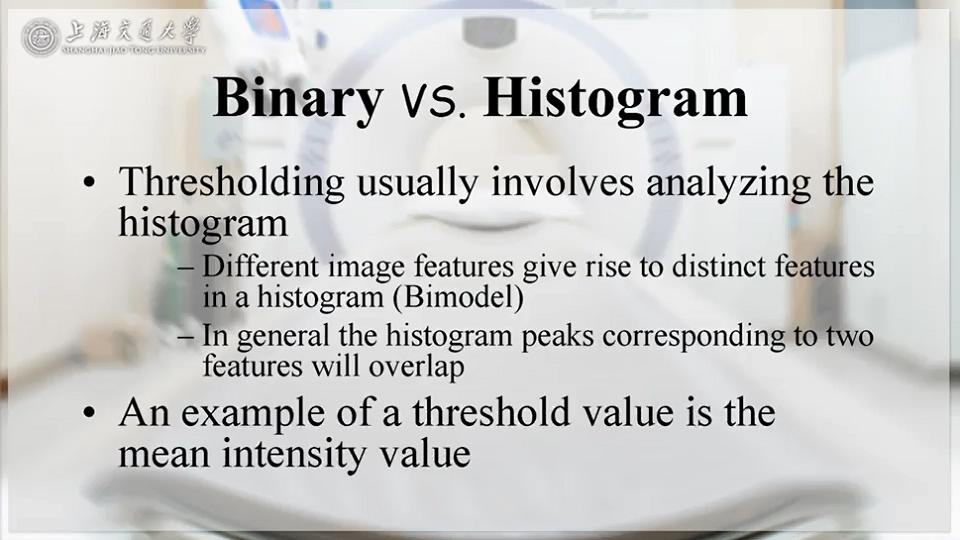 上海交通大学
SHANGHAI JIAO TONG UNIVERSITY
Binary VS. Histogram
• Thresholding usually involves analyzing the
histogram
– Different image features give rise to distinct features
in a histogram (Bimodel)
– In general the histogram peaks corresponding to two
features will overlap
• An example of a threshold value is the
mean intensity value